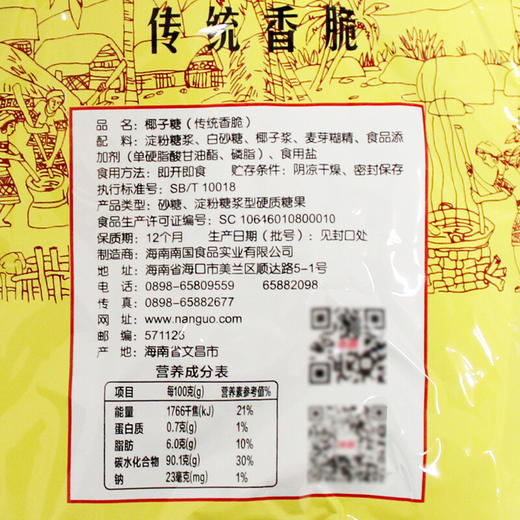 传统香脆
品 名：椰子糖（传统香脆）
配 料：淀粉糖浆、白砂糖、椰子浆、麦芽糊精、食品添
加剂（单硬脂酸甘油酯、磷脂）、食用盐
食用方法：即开即食 贮存条件：阴凉干燥、密封保存
执行标准号：SB/T 10018
产品类型：砂糖、淀粉糖浆型硬质糖果
食品生产许可证编号：SC 10646010800010
保质期：12个月 生产日期（批号）：见封口处
制造商：海南南国食品实业有限公司
地 址：海南省海口市美兰区顺达路5-1号
电 话：0898-65809559 65882098
传 真：0898-65882677
网 址：www.nanguo.com
邮 编：571126
产 地：海南省文昌市
营养成分表
项目 每100克(g) 营养素参考值%
能量 1766千焦(kJ) 21%
蛋白质 0.7克(g) 1%
脂肪 6.0克(g) 10%
碳水化合物 90.1克(g) 30%
钠 23毫克(mg) 1%